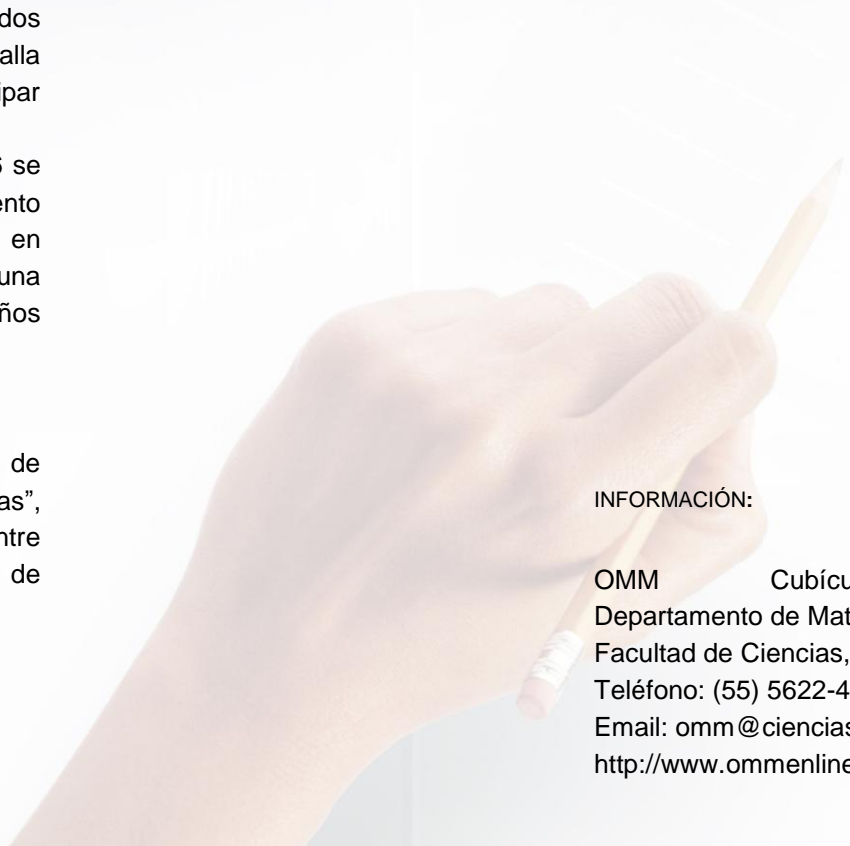 dos
alla
ipar
se
ento
en
una
ños
de
as”,
ntre
de
INFORMACIÓN:
OMM Cubícu
Departamento de Mat
Facultad de Ciencias,
Teléfono: (55) 5622-4
Email: omm@ciencias
http://www.ommenline